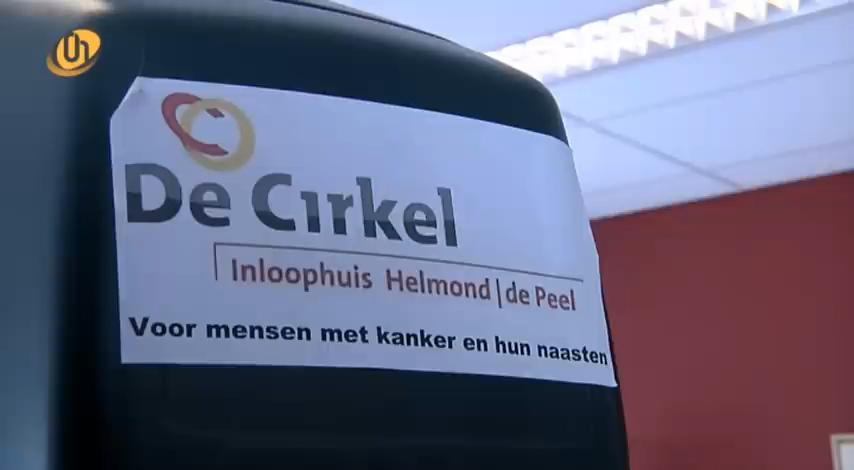 De Cirkel
Inloophuis Helmond | de Peel
Voor mensen met kanker en hun naasten